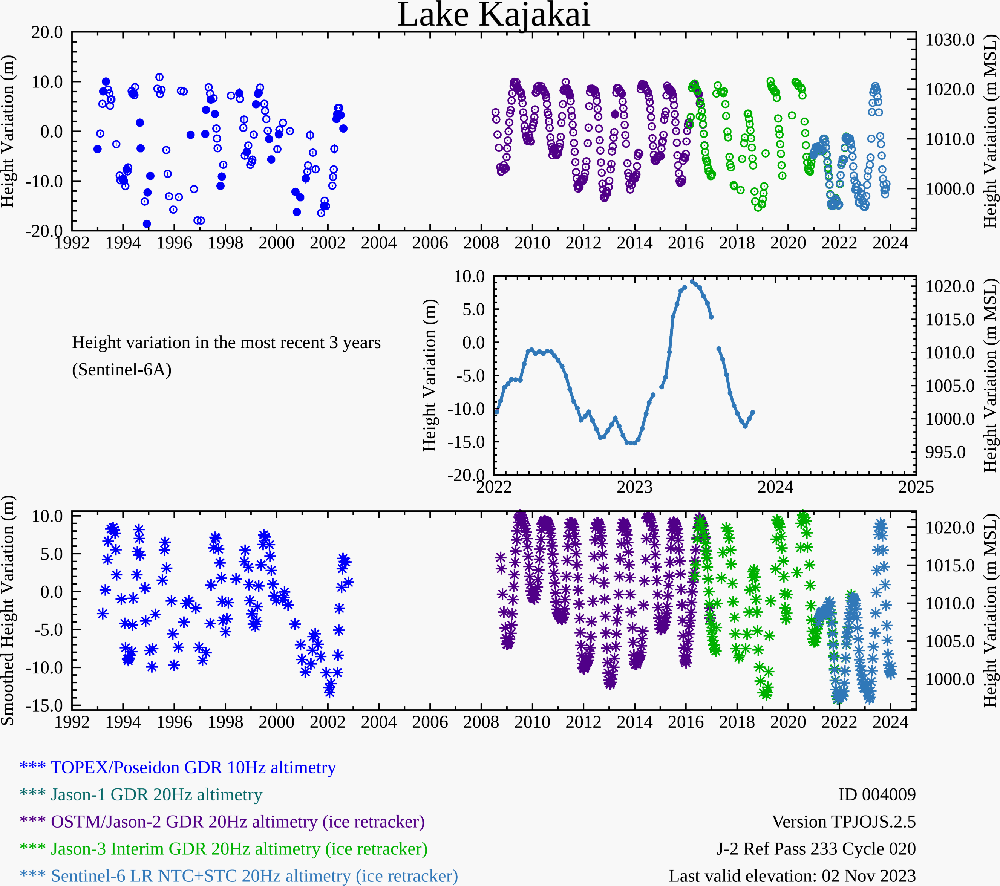 Lake Kajakai
Height Variation (m)
20.0
10.0
0.0
-10.0
-20.0
1030.0
1020.0
1010.0
1000.0
Height Variation (m MSL)
1992 1994 1996 1998 2000 2002 2004 2006 2008 2010 2012 2014 2016 2018 2020 2022 2024
Height variation in the most recent 3 years
(Sentinel-6A)
Height Variation (m)
10.0
5.0
0.0
-5.0
-10.0
-15.0
-20.0
1020.0
1015.0
1010.0
1005.0
1000.0
995.0
Height Variation (m MSL)
2022 2023 2024 2025
Smoothed Height Variation (m)
10.0
5.0
0.0
-5.0
-10.0
-15.0
1020.0
1015.0
1010.0
1005.0
1000.0
Height Variation (m MSL)
1992 1994 1996 1998 2000 2002 2004 2006 2008 2010 2012 2014 2016 2018 2020 2022 2024
*** TOPEX/Poseidon GDR 10Hz altimetry
*** Jason-1 GDR 20Hz altimetry
*** OSTM/Jason-2 GDR 20Hz altimetry (ice retracker)
*** Jason-3 Interim GDR 20Hz altimetry (ice retracker)
*** Sentinel-6 LR NTC+STC 20Hz altimetry (ice retracker)
ID 004009
Version TPJOJS.2.5
J-2 Ref Pass 233 Cycle 020
Last valid elevation: 02 Nov 2023